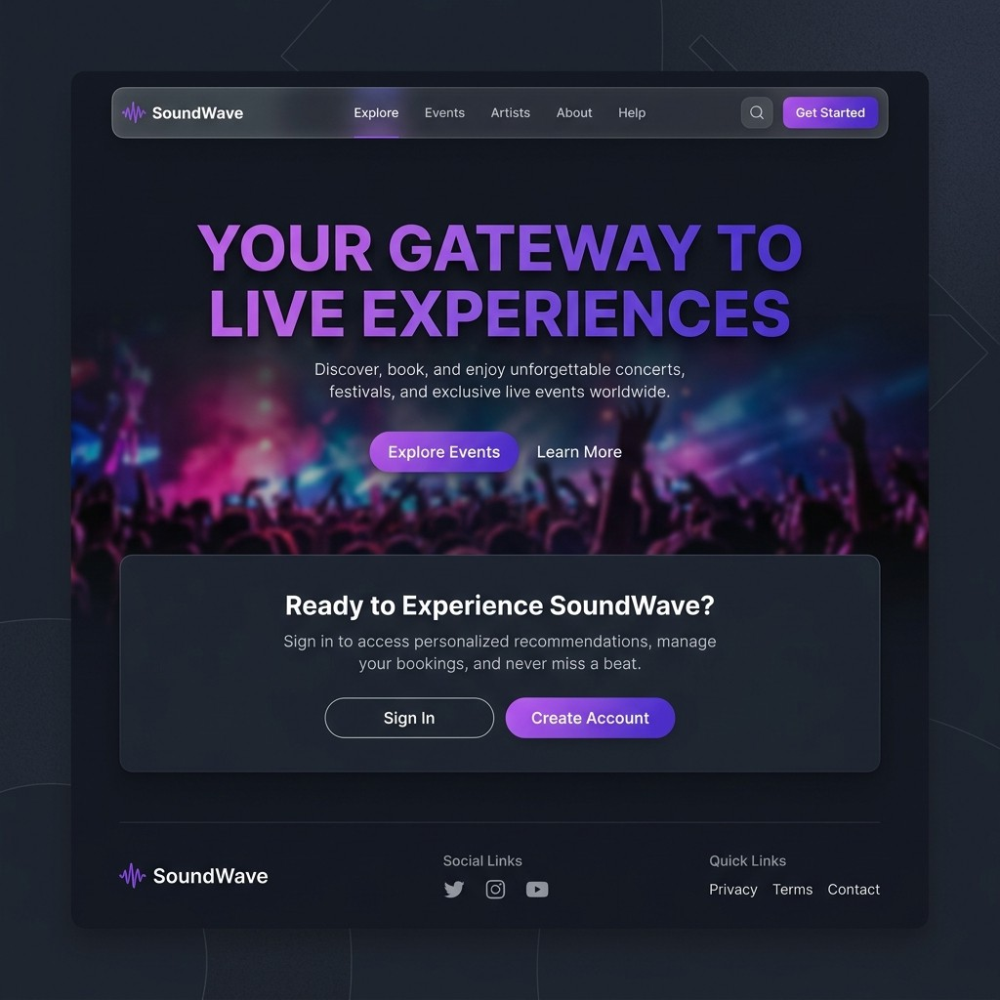 SoundWave
Explore Events Artists About Help
Get Started
YOUR GATEWAY TO
LIVE EXPERIENCES
Discover, book, and enjoy unforgettable concerts,
festivals, and exclusive live events worldwide.
Explore Events
Learn More
Ready to Experience SoundWave?
Sign in to access personalized recommendations, manage
your bookings, and never miss a beat.
Sign In
Create Account
SoundWave
Social Links
Quick Links
Privacy Terms Contact